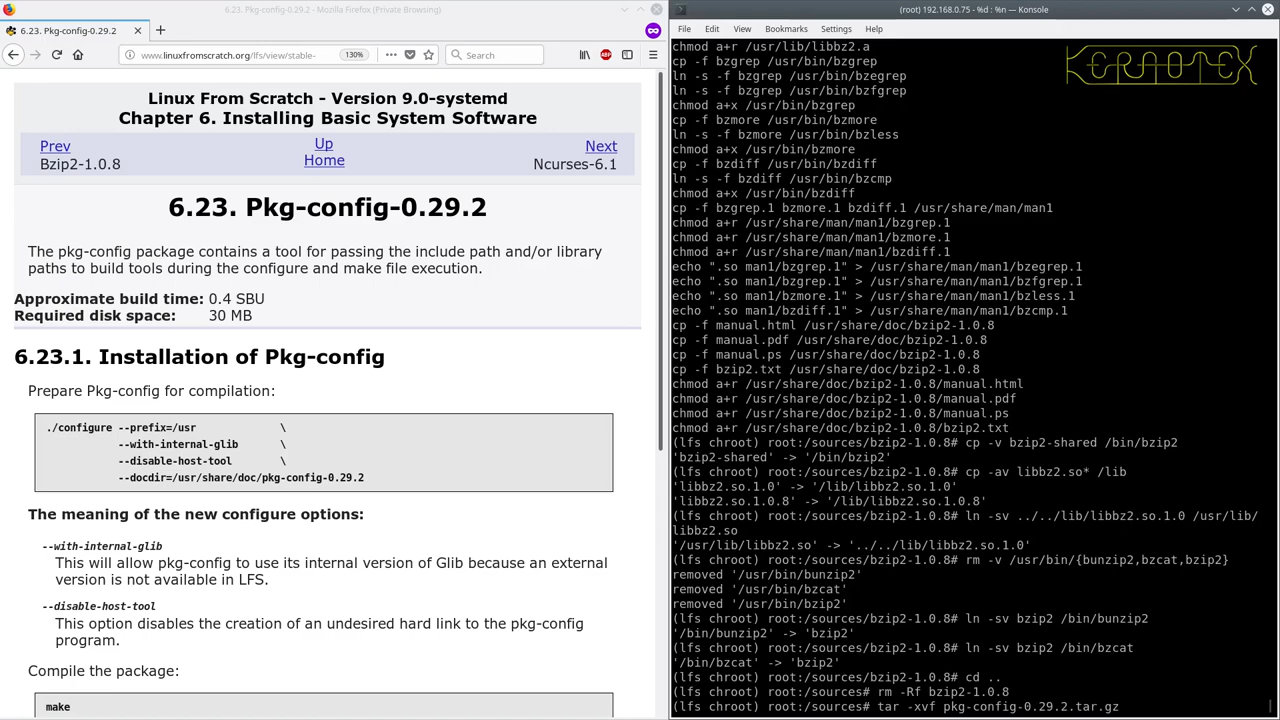 6.23. Pkg-config-0.29.2 - Mozilla Firefox (Private Browsing)
6.23. Pkg-config-0.29.2
www.linuxfromscratch.org/lfs/view/stable-
130%
Search
Linux From Scratch - Version 9.0-systemd
Chapter 6. Installing Basic System Software
Prev
Up
Next
Home
Bzip2-1.0.8
Ncurses-6.1
6.23. Pkg-config-0.29.2
The pkg-config package contains a tool for passing the include path and/or library
paths to build tools during the configure and make file execution.
Approximate build time: 0.4 SBU
Required disk space: 30 MB
6.23.1. Installation of Pkg-config
Prepare Pkg-config for compilation:
./configure --prefix=/usr \
--with-internal-glib \
--disable-host-tool \
--docdir=/usr/share/doc/pkg-config-0.29.2
The meaning of the new configure options:
--with-internal-glib
This will allow pkg-config to use its internal version of Glib because an external
version is not available in LFS.
--disable-host-tool
This option disables the creation of an undesired hard link to the pkg-config
program.
Compile the package:
make
(root) 192.168.0.75 - %d : %n — Konsole
File Edit View Bookmarks Settings Help
KERAOTEX
chmod a+r /usr/lib/libbz2.a
cp -f bzgrep /usr/bin/bzgrep
ln -s -f bzgrep /usr/bin/bzegrep
ln -s -f bzgrep /usr/bin/bzfgrep
chmod a+x /usr/bin/bzgrep
cp -f bzmore /usr/bin/bzmore
ln -s -f bzmore /usr/bin/bzless
chmod a+x /usr/bin/bzmore
cp -f bzdiff /usr/bin/bzdiff
ln -s -f bzdiff /usr/bin/bzcmp
chmod a+x /usr/bin/bzdiff
cp -f bzgrep.1 bzmore.1 bzdiff.1 /usr/share/man/man1
chmod a+r /usr/share/man/man1/bzgrep.1
chmod a+r /usr/share/man/man1/bzmore.1
chmod a+r /usr/share/man/man1/bzdiff.1
echo ".so man1/bzgrep.1" > /usr/share/man/man1/bzegrep.1
echo ".so man1/bzgrep.1" > /usr/share/man/man1/bzfgrep.1
echo ".so man1/bzmore.1" > /usr/share/man/man1/bzless.1
echo ".so man1/bzdiff.1" > /usr/share/man/man1/bzcmp.1
cp -f manual.html /usr/share/doc/bzip2-1.0.8
cp -f manual.pdf /usr/share/doc/bzip2-1.0.8
cp -f manual.ps /usr/share/doc/bzip2-1.0.8
cp -f bzip2.txt /usr/share/doc/bzip2-1.0.8
chmod a+r /usr/share/doc/bzip2-1.0.8/manual.html
chmod a+r /usr/share/doc/bzip2-1.0.8/manual.pdf
chmod a+r /usr/share/doc/bzip2-1.0.8/manual.ps
chmod a+r /usr/share/doc/bzip2-1.0.8/bzip2.txt
(lfs chroot) root:/sources/bzip2-1.0.8# cp -v bzip2-shared /bin/bzip2
'bzip2-shared' -> '/bin/bzip2'
(lfs chroot) root:/sources/bzip2-1.0.8# cp -av libbz2.so* /lib
'libbz2.so.1.0' -> '/lib/libbz2.so.1.0'
'libbz2.so.1.0.8' -> '/lib/libbz2.so.1.0.8'
(lfs chroot) root:/sources/bzip2-1.0.8# ln -sv ../../lib/libbz2.so.1.0 /usr/lib/
libbz2.so
'/usr/lib/libbz2.so' -> '../../lib/libbz2.so.1.0'
(lfs chroot) root:/sources/bzip2-1.0.8# rm -v /usr/bin/{bunzip2,bzcat,bzip2}
removed '/usr/bin/bunzip2'
removed '/usr/bin/bzcat'
removed '/usr/bin/bzip2'
(lfs chroot) root:/sources/bzip2-1.0.8# ln -sv bzip2 /bin/bunzip2
'/bin/bunzip2' -> 'bzip2'
(lfs chroot) root:/sources/bzip2-1.0.8# ln -sv bzip2 /bin/bzcat
'/bin/bzcat' -> 'bzip2'
(lfs chroot) root:/sources/bzip2-1.0.8# cd ..
(lfs chroot) root:/sources# rm -Rf bzip2-1.0.8
(lfs chroot) root:/sources# tar -xvf pkg-config-0.29.2.tar.gz